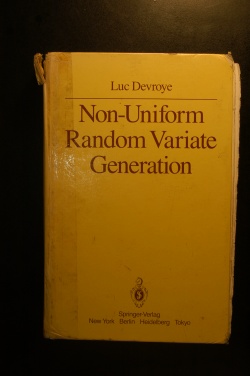 Luc Devroye
Non-Uniform
Random Variate
Generation
Springer-Verlag
New York Berlin Heidelberg Tokyo